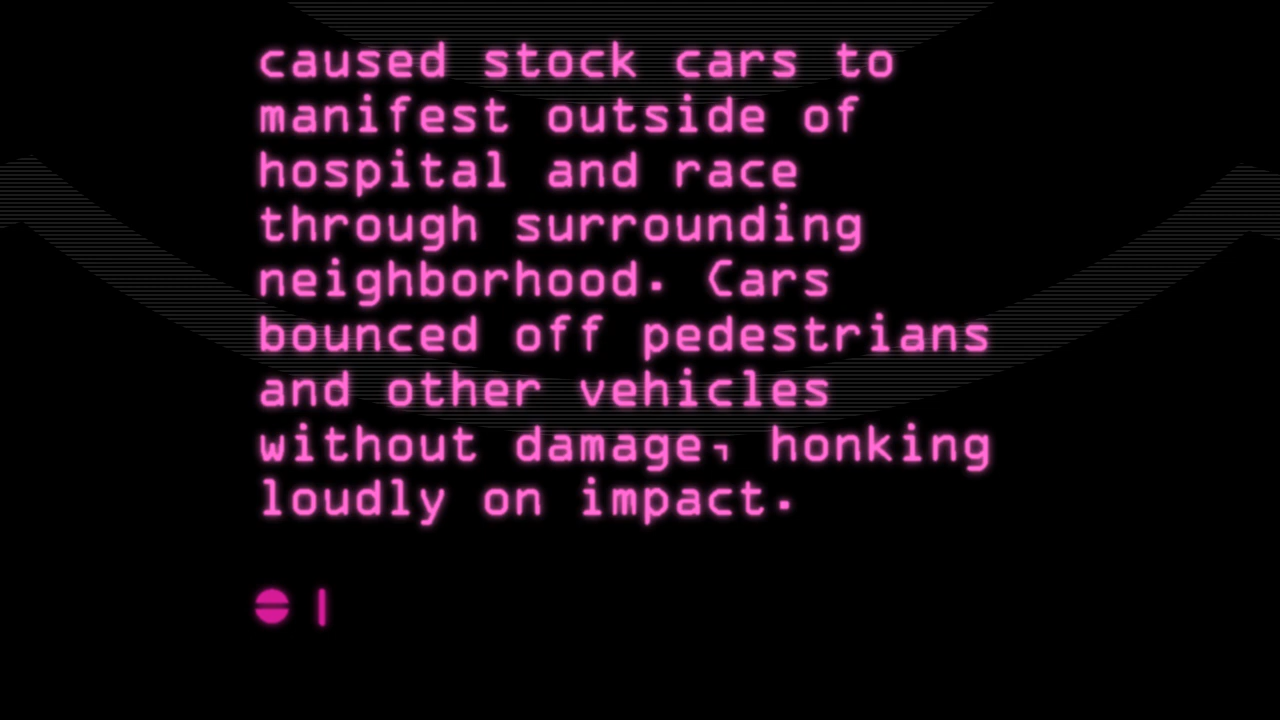 caused stock cars to
manifest outside of
hospital and race
through surrounding
neighborhood. Cars
bounced off pedestrians
and other vehicles
without damage, honking
loudly on impact.